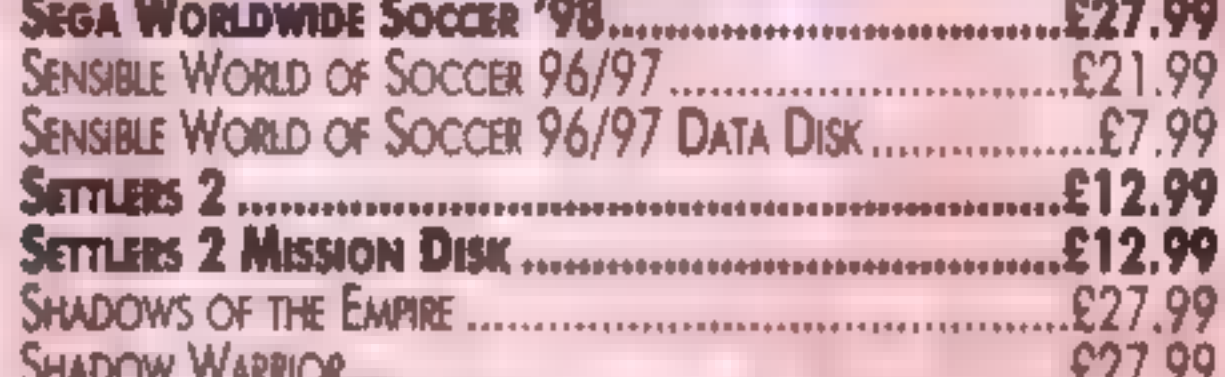 Sega Worldwide Soccer '98..........£27.99
Sensible World of Soccer 96/97..........£21.99
Sensible World of Soccer 96/97 Data Disk..........£7.99
Settlers 2..........£12.99
Settlers 2 Mission Disk..........£12.99
Shadows of the Empire..........£27.99
Shadow Warrior £27.99